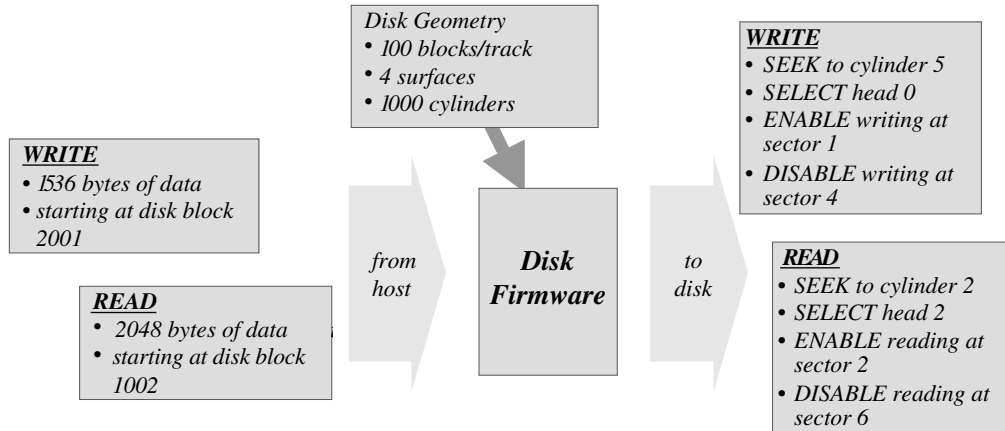 Disk Geometry
• 100 blocks/track
• 4 surfaces
• 1000 cylinders
WRITE
• 1536 bytes of data
• starting at disk block
2001
READ
• 2048 bytes of data
• starting at disk block
1002
from
host
Disk
Firmware
to
disk
WRITE
• SEEK to cylinder 5
• SELECT head 0
• ENABLE writing at
sector 1
• DISABLE writing at
sector 4
READ
• SEEK to cylinder 2
• SELECT head 2
• ENABLE reading at
sector 2
• DISABLE reading at
sector 6